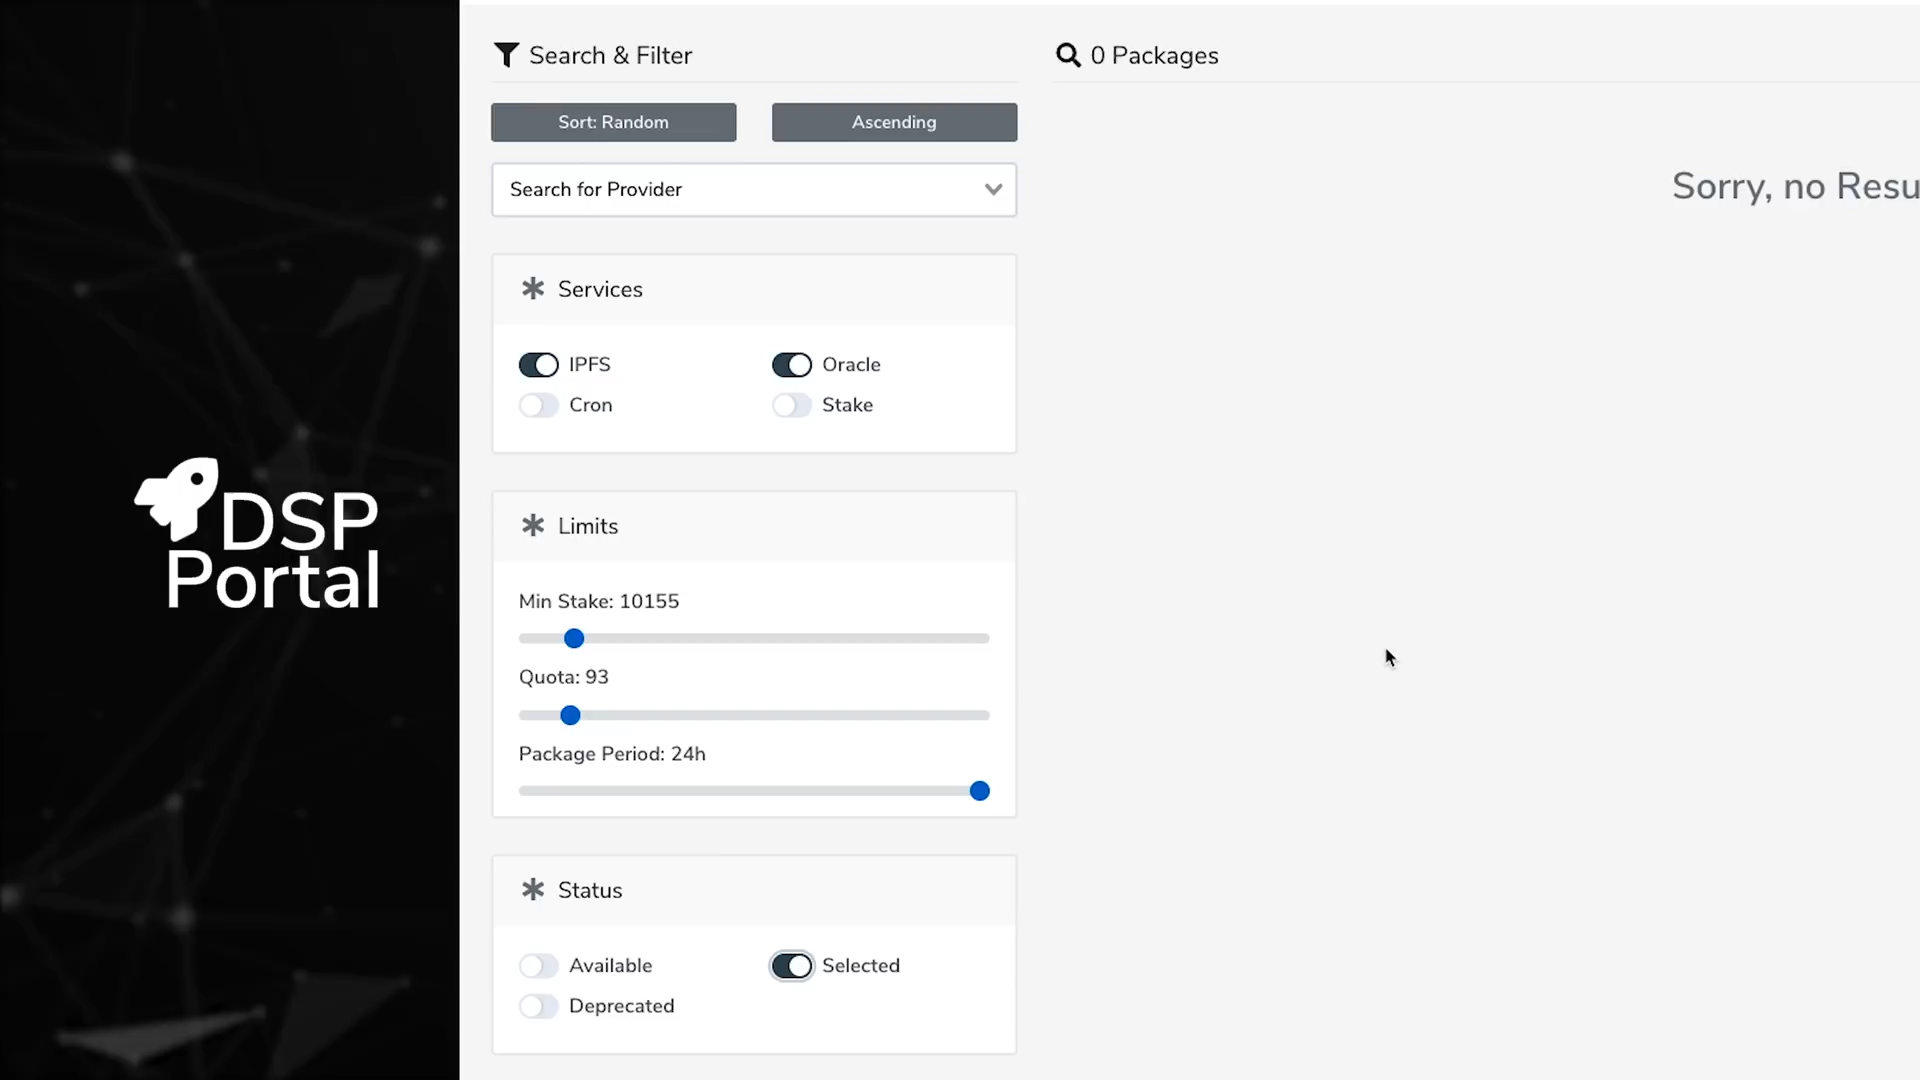 DSP
Portal
Search & Filter
Sort: Random
Ascending
Search for Provider
Services
IPFS
Oracle
Cron
Stake
Limits
Min Stake: 10155
Quota: 93
Package Period: 24h
Status
Available
Selected
Deprecated
0 Packages
Sorry, no Resu